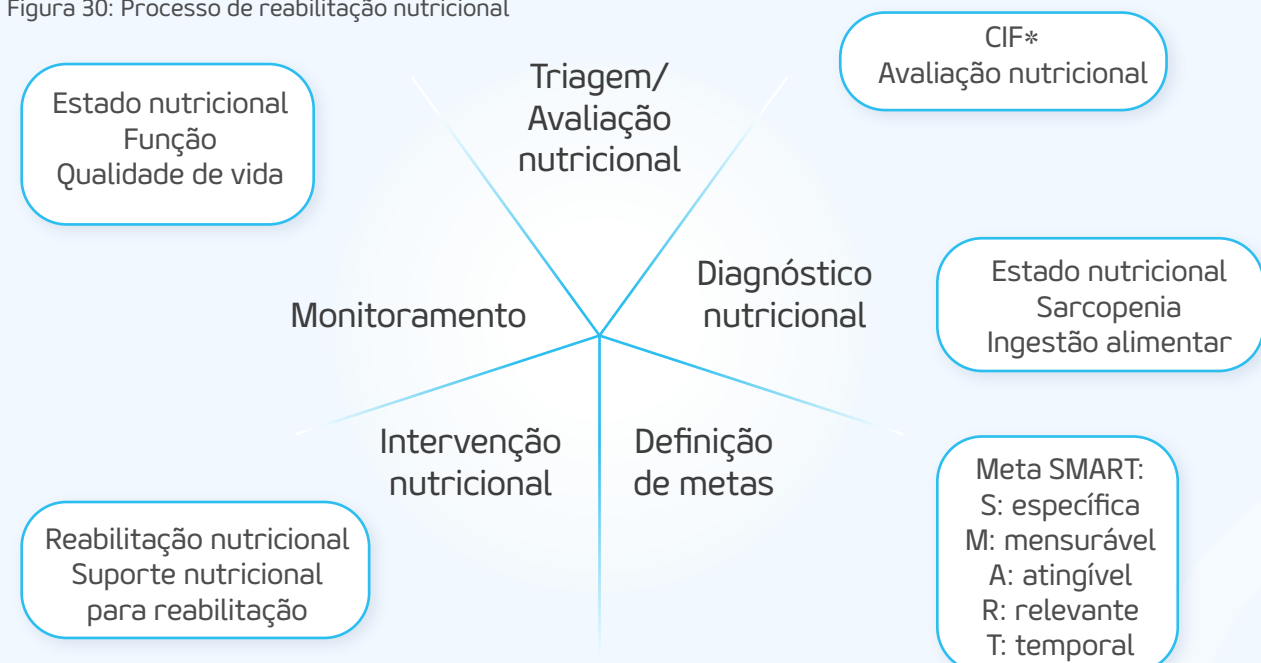 Figura 30: Processo de reabilitação nutricional
CIF*
Avaliação nutricional
Triagem/
Avaliação
nutricional
Estado nutricional
Função
Qualidade de vida
Diagnóstico
nutricional
Estado nutricional
Sarcopenia
Ingestão alimentar
Monitoramento
Intervenção
nutricional
Definição
de metas
Meta SMART:
S: específica
M: mensurável
A: atingível
R: relevante
T: temporal
Reabilitação nutricional
Suporte nutricional
para reabilitação